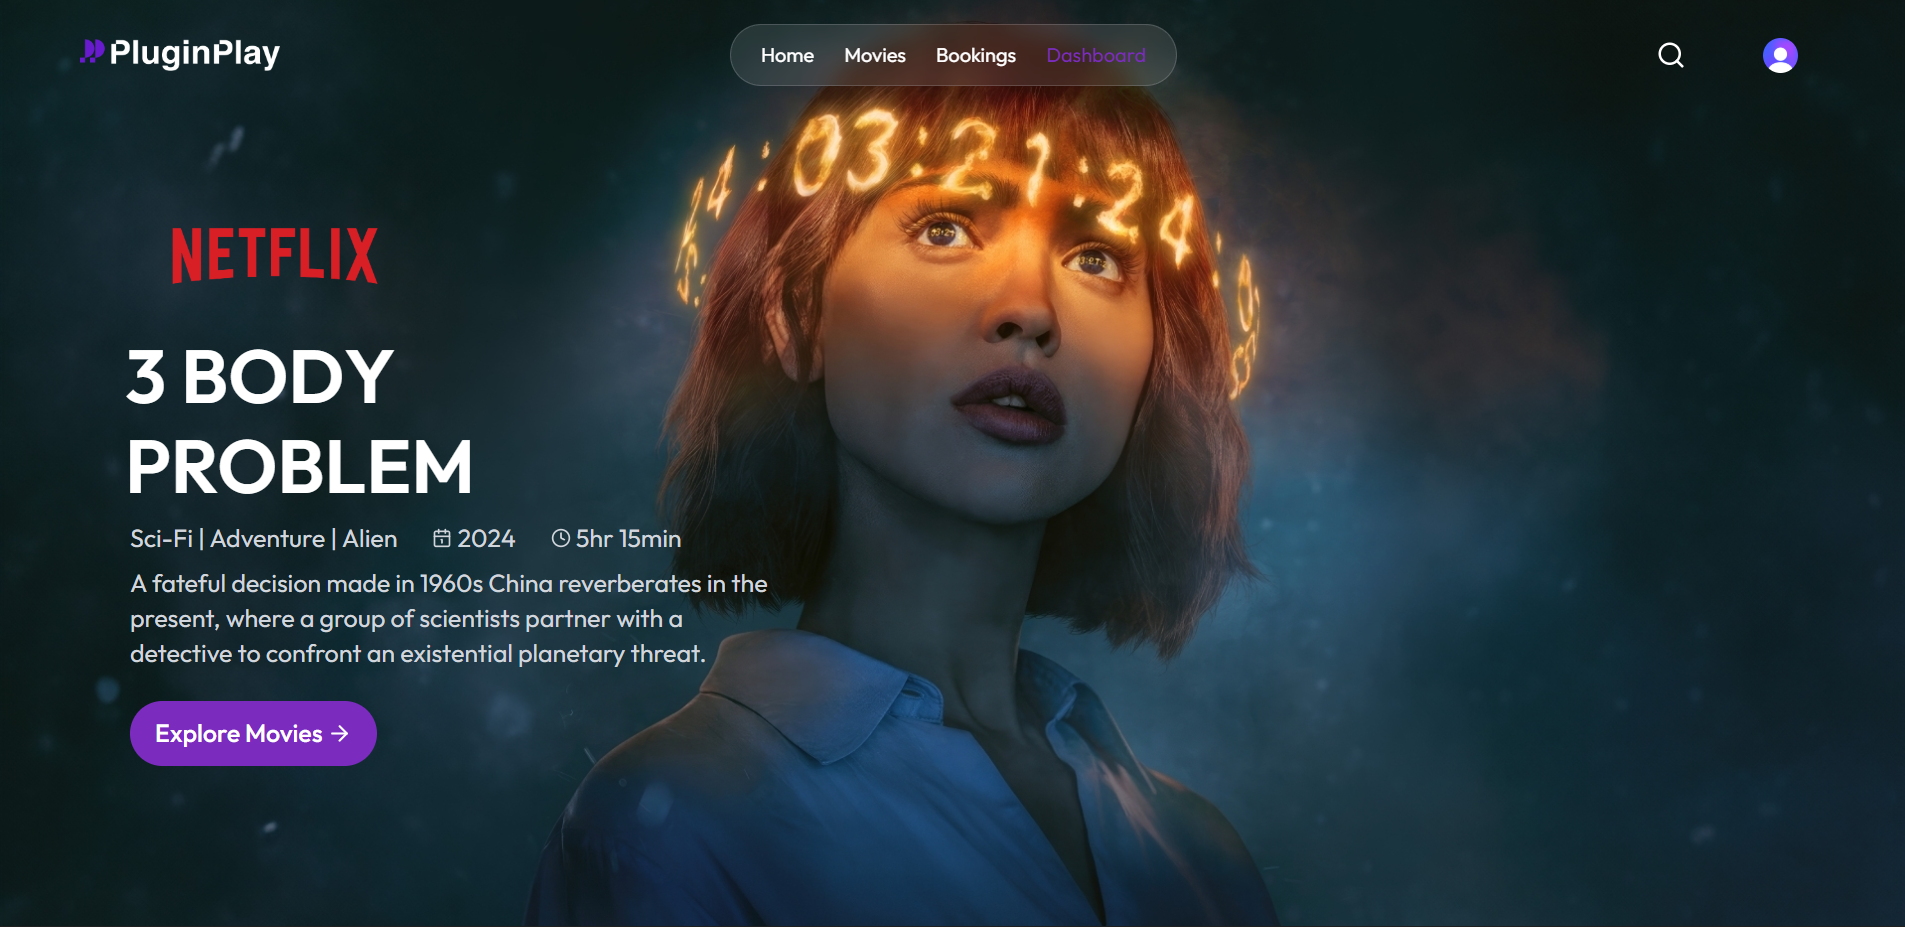 PluginPlay
Home Movies Bookings Dashboard
24:03:21:24
NETFLIX
3 BODY
PROBLEM
Sci-Fi | Adventure | Alien 2024 5hr 15min
A fateful decision made in 1960s China reverberates in the
present, where a group of scientists partner with a
detective to confront an existential planetary threat.
Explore Movies →